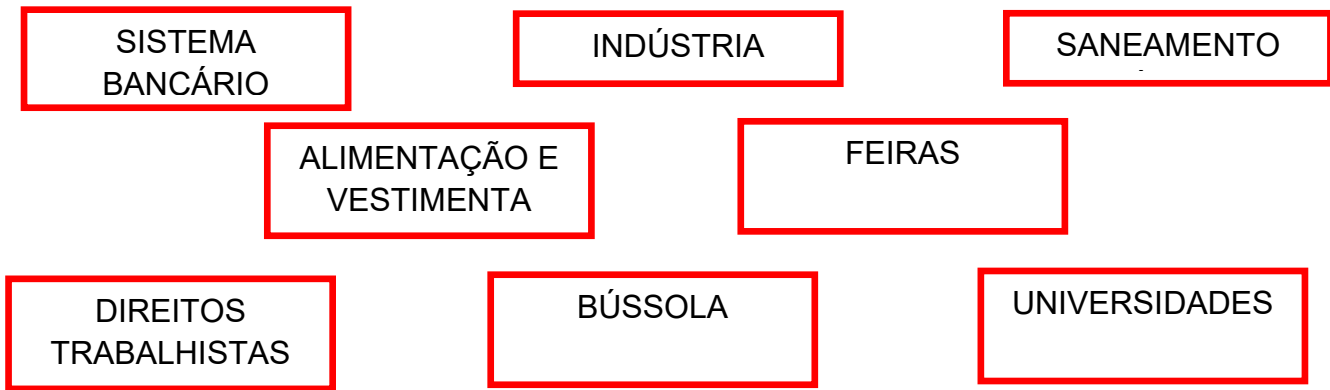 SISTEMA
BANCÁRIO
INDÚSTRIA
SANEAMENTO
ALIMENTAÇÃO E
VESTIMENTA
FEIRAS
DIREITOS
TRABALHISTAS
BÚSSOLA
UNIVERSIDADES